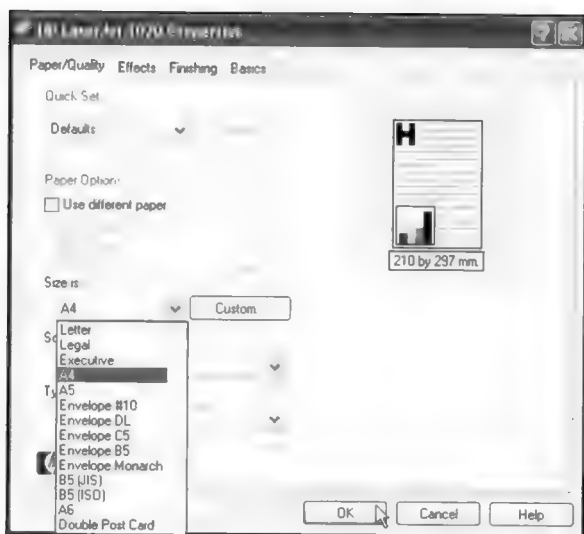 HP LaserJet 1020 Properties
Paper/Quality Effects Finishing Basics
Quick Set
Defaults
Paper Options
Use different paper
H
210 by 297 mm.
Size is
A4 Custom
Letter
Legal
Executive
A4
A5
Envelope #10
Envelope DL
Envelope C5
Envelope B5
Envelope Monarch
B5 (JIS)
B5 (ISO)
A6
Double Post Card
So
Ty
OK Cancel Help